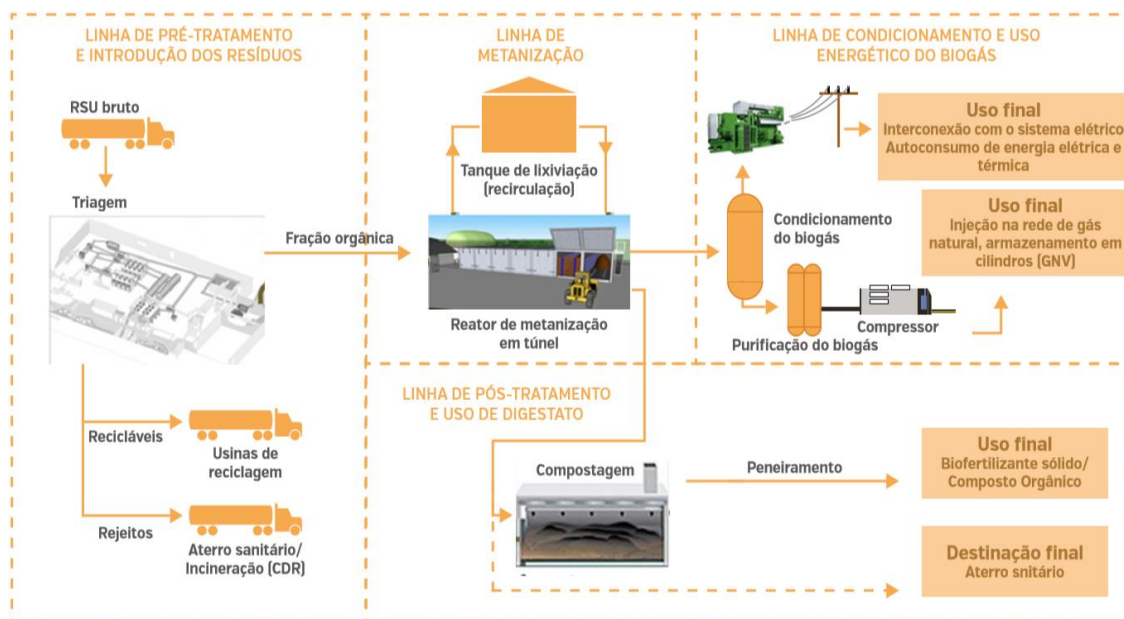 LINHA DE PRÉ-TRATAMENTO
E INTRODUÇÃO DOS RESÍDUOS
RSU bruto
Triagem
Fração orgânica
Recicláveis
Usinas de
reciclagem
Rejeitos
Aterro sanitário/
Incineração (CDR)
LINHA DE
METANIZAÇÃO
Tanque de lixiviação
(recirculação)
Reator de metanização
em túnel
LINHA DE CONDICIONAMENTO E USO
ENERGÉTICO DO BIOGÁS
Uso final
Interconexão com o sistema elétrico
Autoconsumo de energia elétrica e
térmica
Condicionamento
do biogás
Uso final
Injeção na rede de gás
natural, armazenamento em
cilindros (GNV)
Compressor
Purificação do biogás
LINHA DE PÓS-TRATAMENTO
E USO DE DIGESTATO
Compostagem
Peneiramento
Uso final
Biofertilizante sólido/
Composto Orgânico
Destinação final
Aterro snitário